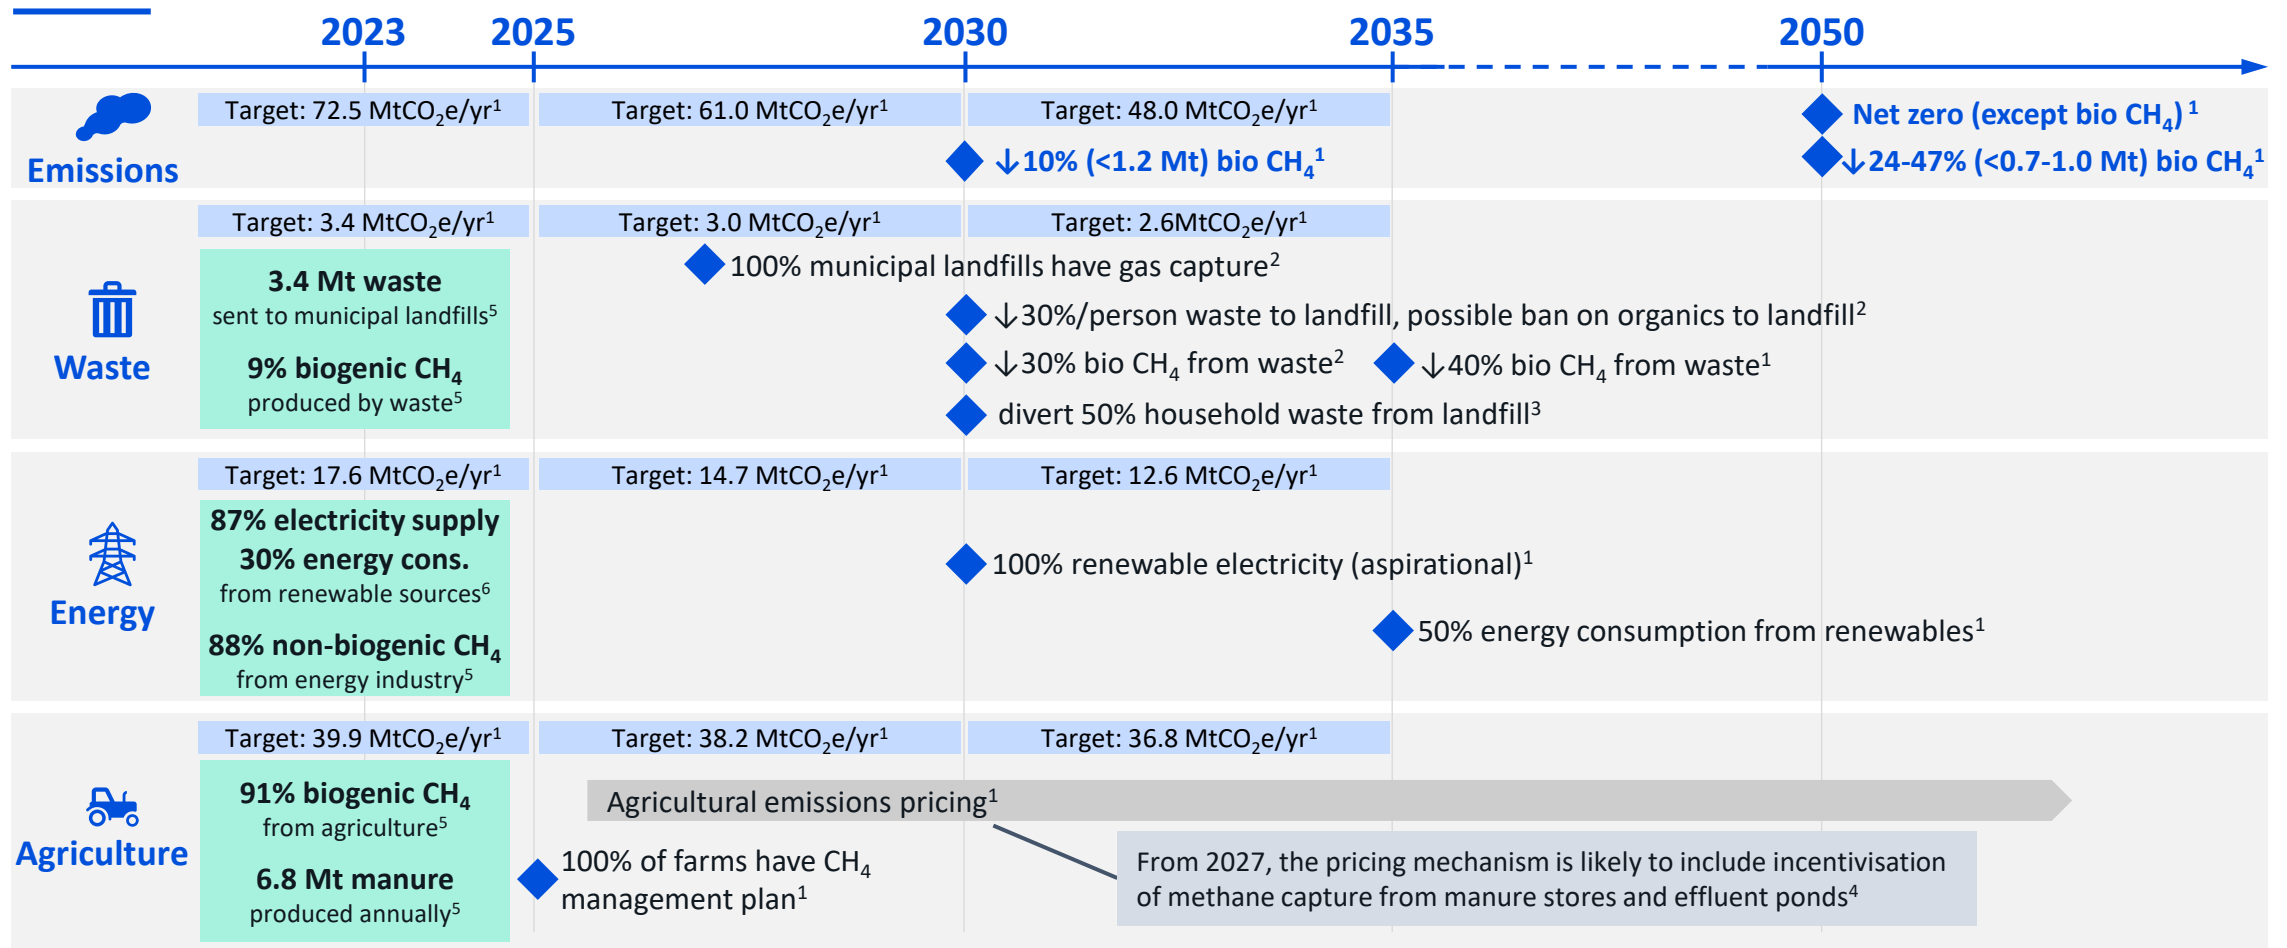 2023 2025 2030 2035 2050
Emissions
Target: 72.5 MtCO₂e/yr¹
Target: 61.0 MtCO₂e/yr¹
Target: 48.0 MtCO₂e/yr¹
Net zero (except bio CH₄) ¹
↓10% (<1.2 Mt) bio CH₄¹
↓24-47% (<0.7-1.0 Mt) bio CH₄¹
Waste
Target: 3.4 MtCO₂e/yr¹
Target: 3.0 MtCO₂e/yr¹
Target: 2.6MtCO₂e/yr¹
3.4 Mt waste
sent to municipal landfills⁵
9% biogenic CH₄
produced by waste⁵
100% municipal landfills have gas capture²
↓30%/person waste to landfill, possible ban on organics to landfill²
↓30% bio CH₄ from waste²
↓40% bio CH₄ from waste¹
divert 50% household waste from landfill³
Energy
Target: 17.6 MtCO₂e/yr¹
Target: 14.7 MtCO₂e/yr¹
Target: 12.6 MtCO₂e/yr¹
87% electricity supply
30% energy cons.
from renewable sources⁶
88% non-biogenic CH₄
from energy industry⁵
100% renewable electricity (aspirational)¹
50% energy consumption from renewables¹
Agriculture
Target: 39.9 MtCO₂e/yr¹
Target: 38.2 MtCO₂e/yr¹
Target: 36.8 MtCO₂e/yr¹
91% biogenic CH₄
from agriculture⁵
6.8 Mt manure
produced annually⁵
Agricultural emissions pricing¹
100% of farms have CH₄
management plan¹
From 2027, the pricing mechanism is likely to include incentivisation
of methane capture from manure stores and effluent ponds⁴